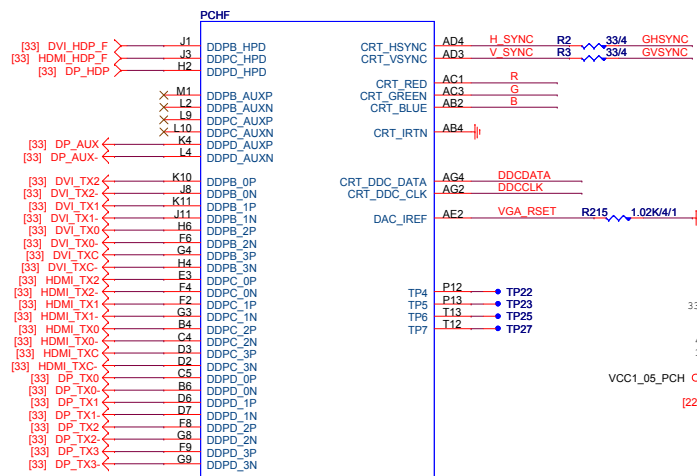 PCHF
[33] DVI_HDP_F J1 DDPB_HPD CRT_HSYNC AD4 H_SYNC R2 33/4 GHSYNC
[33] HDMI_HDP_F J3 DDPC_HPD CRT_VSYNC AD3 V_SYNC R3 33/4 GVSYNC
[33] DP_HDP H2 DDPD_HPD
CRT_RED AC1 R
M1 DDPB_AUXP CRT_GREEN AC3 G
L2 DDPB_AUXN CRT_BLUE AB2 B
L9 DDPC_AUXP
L10 DDPC_AUXN CRT_IRTN AB4
[33] DP_AUX K4 DDPD_AUXP
[33] DP_AUX- L4 DDPD_AUXN
[33] DVI_TX2 K10 DDPB_0P CRT_DDC_DATA AG4 DDCDATA
[33] DVI_TX2- J8 DDPB_0N CRT_DDC_CLK AG2 DDCCLK
[33] DVI_TX1 K11 DDPB_1P
[33] DVI_TX1- J11 DDPB_1N DAC_IREF AE2 VGA_RSET R215 1.02K/4/1
[33] DVI_TX0 H6 DDPB_2P
[33] DVI_TX0- F6 DDPB_2N
[33] DVI_TXC G4 DDPB_3P
[33] DVI_TXC- H4 DDPB_3N
[33] HDMI_TX2 E3 DDPC_0P
[33] HDMI_TX2- F4 DDPC_0N TP4 P12 TP22
[33] HDMI_TX1 F2 DDPC_1P TP5 P13 TP23
[33] HDMI_TX1- G3 DDPC_1N TP6 T13 TP25
[33] HDMI_TX0 B4 DDPC_2P TP7 T12 TP27
[33] HDMI_TX0- C4 DDPC_2N
[33] HDMI_TXC D3 DDPC_3P
[33] HDMI_TXC- D2 DDPC_3N
[33] DP_TX0 C5 DDPD_0P VCC1_05_PCH
[33] DP_TX0- B6 DDPD_0N
[33] DP_TX1 D6 DDPD_1P [22
[33] DP_TX1- D7 DDPD_1N
[33] DP_TX2 F8 DDPD_2P
[33] DP_TX2- G8 DDPD_2N
[33] DP_TX3 F9 DDPD_3P
[33] DP_TX3- G9 DDPD_3N